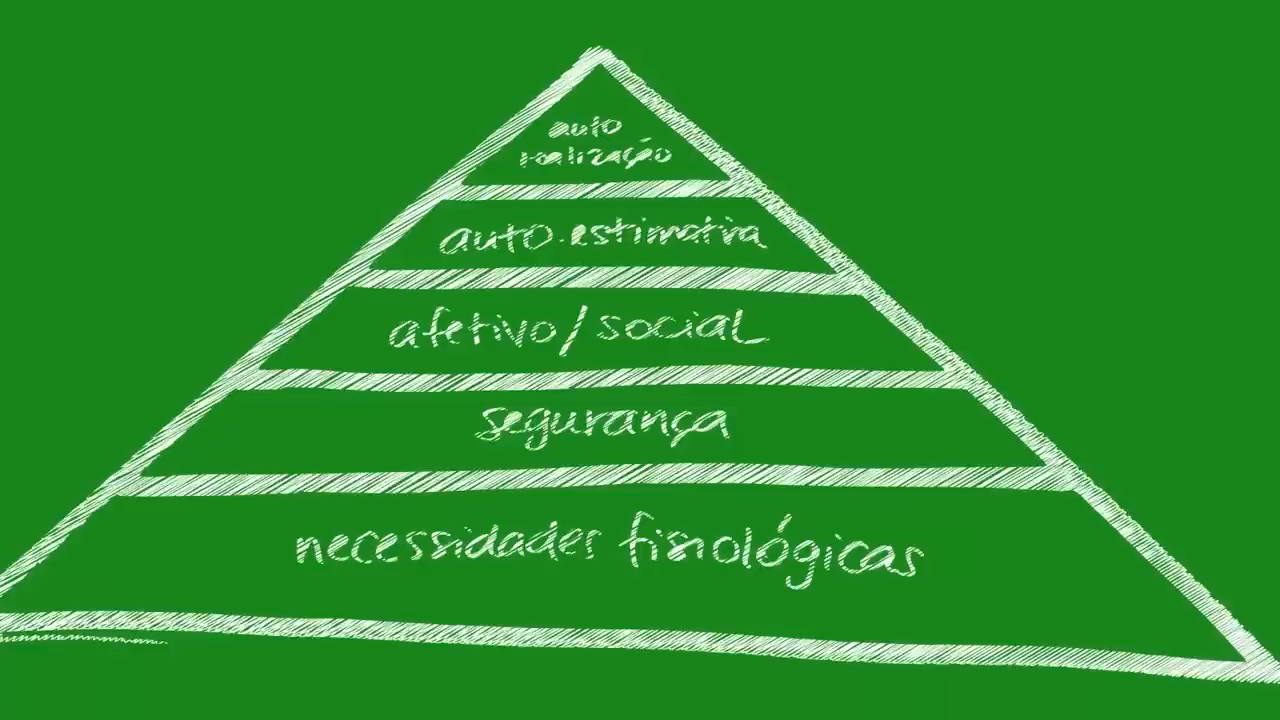 auto
realização
auto-estimativa
afetivo/social
segurança
necessidades fisiológicas